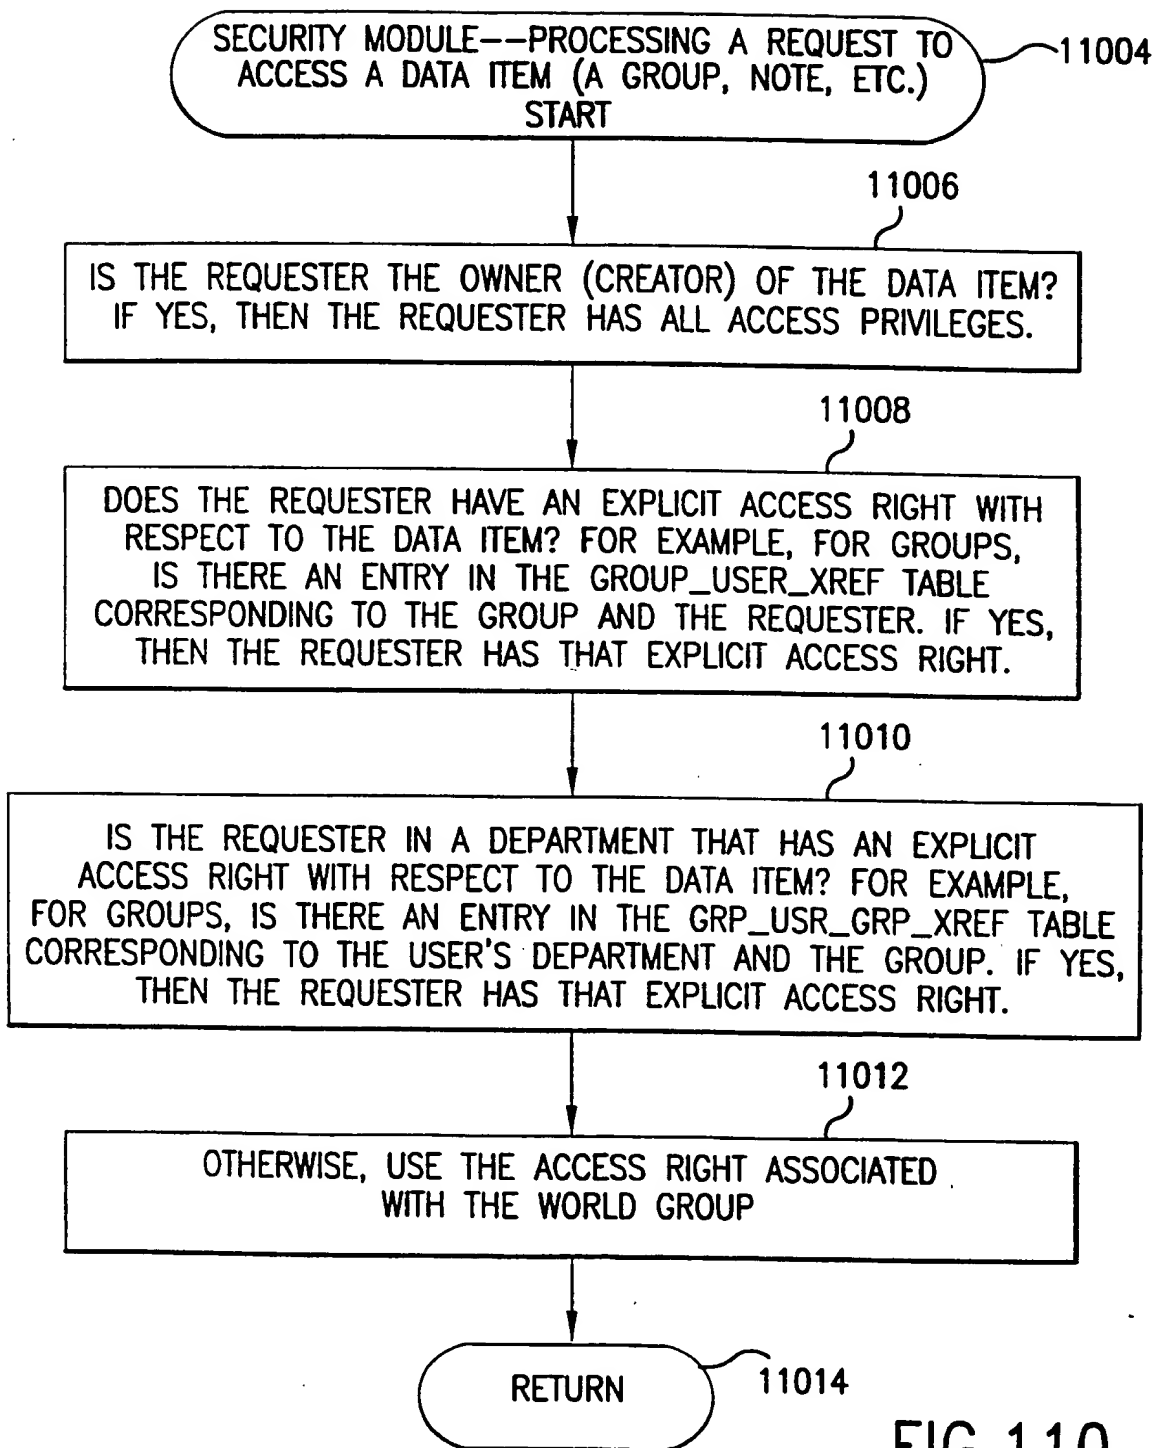 SECURITY MODULE--PROCESSING A REQUEST TO
ACCESS A DATA ITEM (A GROUP, NOTE, ETC.)
START
11004
11006
IS THE REQUESTER THE OWNER (CREATOR) OF THE DATA ITEM?
IF YES, THEN THE REQUESTER HAS ALL ACCESS PRIVILEGES.
11008
DOES THE REQUESTER HAVE AN EXPLICIT ACCESS RIGHT WITH
RESPECT TO THE DATA ITEM? FOR EXAMPLE, FOR GROUPS,
IS THERE AN ENTRY IN THE GROUP_USER_XREF TABLE
CORRESPONDING TO THE GROUP AND THE REQUESTER. IF YES,
THEN THE REQUESTER HAS THAT EXPLICIT ACCESS RIGHT.
11010
IS THE REQUESTER IN A DEPARTMENT THAT HAS AN EXPLICIT
ACCESS RIGHT WITH RESPECT TO THE DATA ITEM? FOR EXAMPLE,
FOR GROUPS, IS THERE AN ENTRY IN THE GRP_USR_GRP_XREF TABLE
CORRESPONDING TO THE USER'S DEPARTMENT AND THE GROUP. IF YES,
THEN THE REQUESTER HAS THAT EXPLICIT ACCESS RIGHT.
11012
OTHERWISE, USE THE ACCESS RIGHT ASSOCIATED
WITH THE WORLD GROUP
RETURN
11014
FIG.110